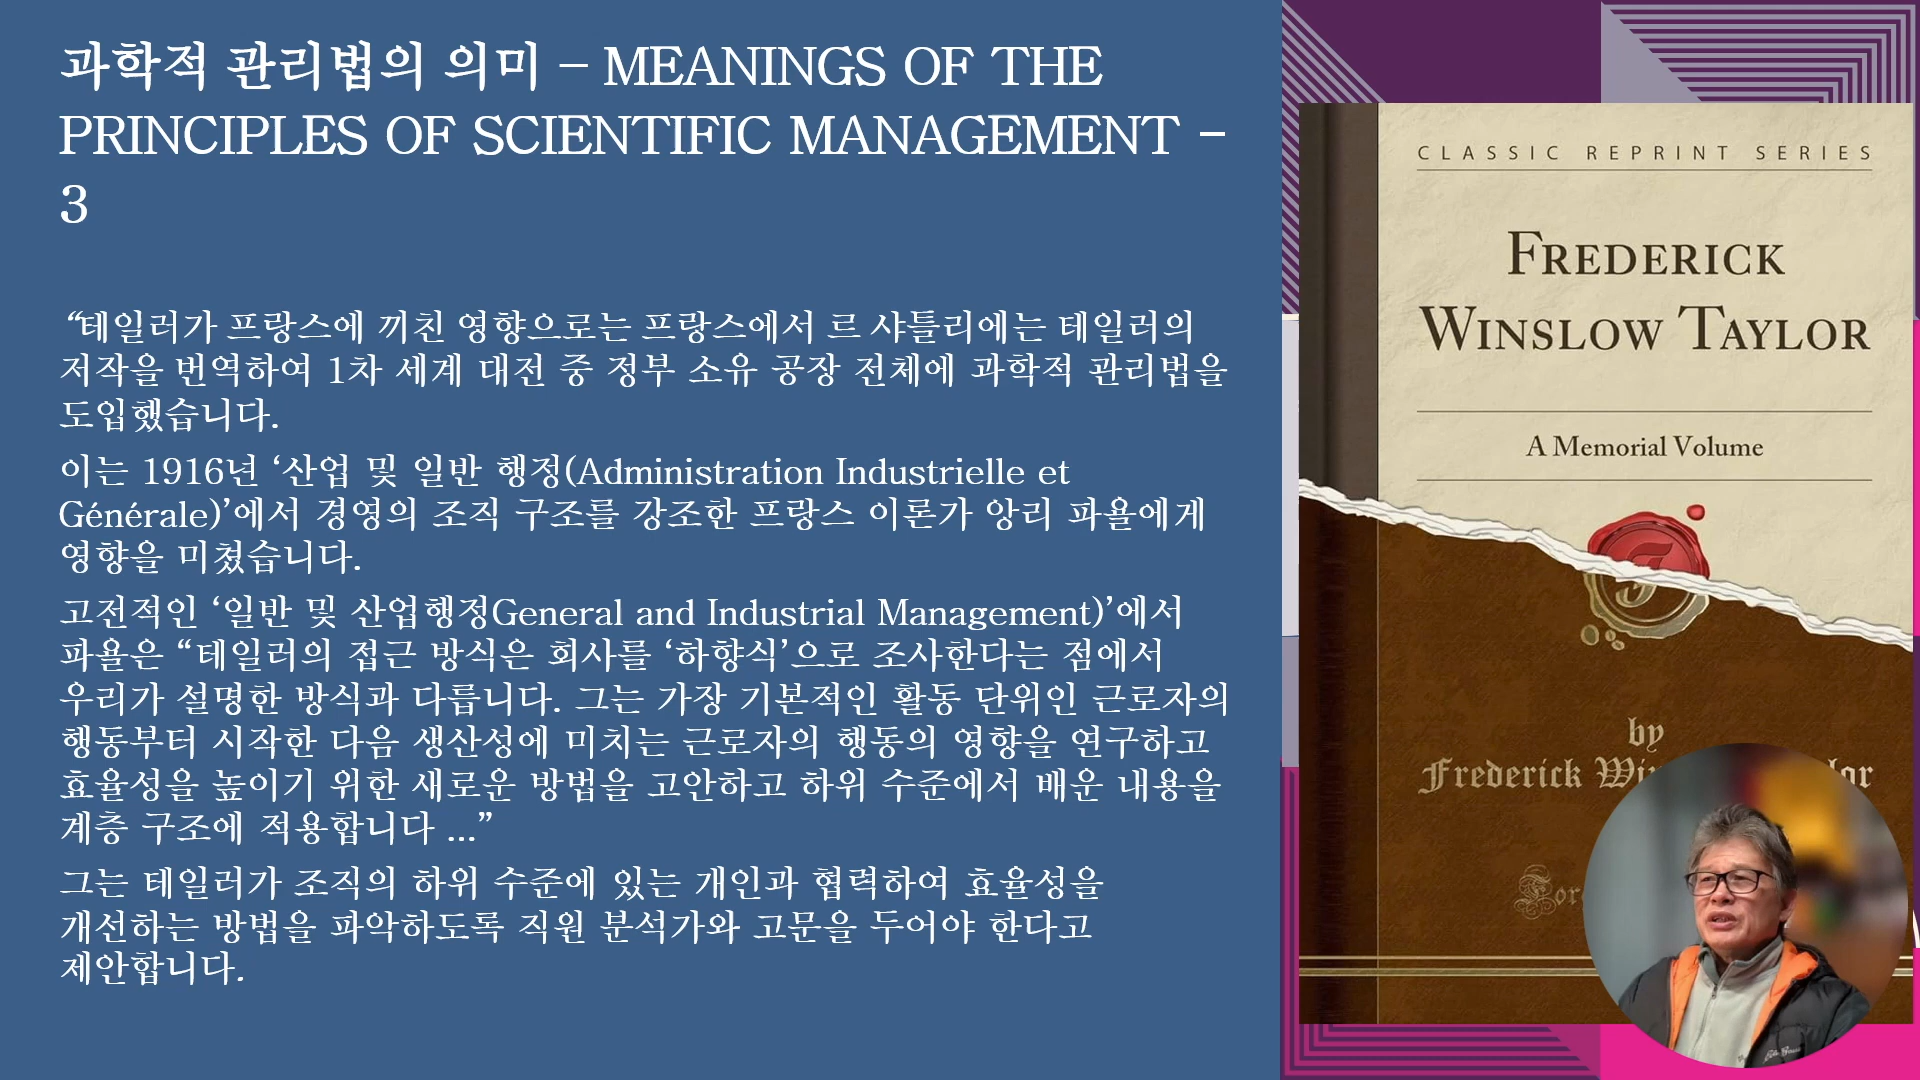 과학적 관리법의 의미 – MEANINGS OF THE
PRINCIPLES OF SCIENTIFIC MANAGEMENT –
3
“테일러가 프랑스에 끼친 영향으로는 프랑스에서 르 샤틀리에는 테일러의
저작을 번역하여 1차 세계 대전 중 정부 소유 공장 전체에 과학적 관리법을
도입했습니다.
이는 1916년 ‘산업 및 일반 행정(Administration Industrielle et
Générale)’에서 경영의 조직 구조를 강조한 프랑스 이론가 앙리 파욜에게
영향을 미쳤습니다.
고전적인 ‘일반 및 산업행정General and Industrial Management)’에서
파욜은 “테일러의 접근 방식은 회사를 ‘하향식’으로 조사한다는 점에서
우리가 설명한 방식과 다릅니다. 그는 가장 기본적인 활동 단위인 근로자의
행동부터 시작한 다음 생산성에 미치는 근로자의 행동의 영향을 연구하고
효율성을 높이기 위한 새로운 방법을 고안하고 하위 수준에서 배운 내용을
계층 구조에 적용합니다 ...”
그는 테일러가 조직의 하위 수준에 있는 개인과 협력하여 효율성을
개선하는 방법을 파악하도록 직원 분석가와 고문을 두어야 한다고
제안합니다.
CLASSIC REPRINT SERIES
FREDERICK
WINSLOW TAYLOR
A Memorial Volume
by
Frederick